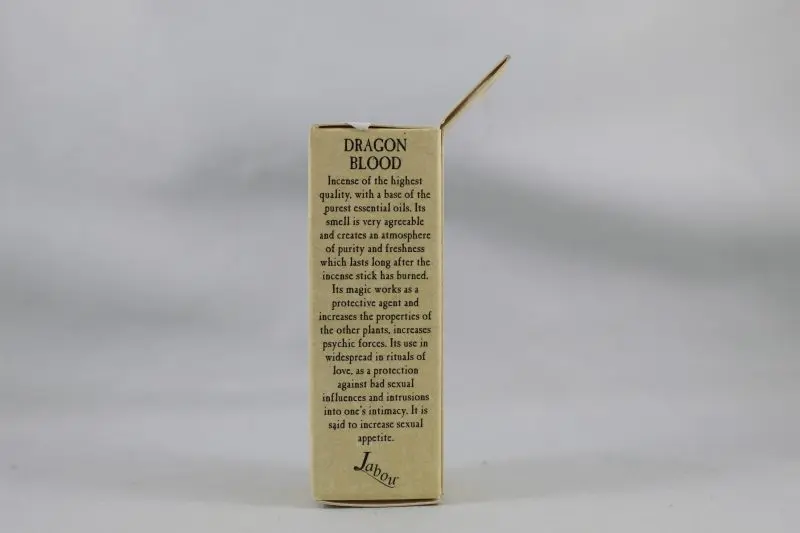 DRAGON
BLOOD
Incense of the highest
quality, with a base of the
purest essential oils. Its
smell is very agreeable
and creates an atmosphere
of purity and freshness
which lasts long after the
incense stick has burned.
Its magic works as a
protective agent and
increases the properties of
the other plants, increases
psychic forces. Its use in
widespread in rituals of
love, as a protection
against bad sexual
influences and intrusions
into one's intimacy. It is
said to increase sexual
appetite.
Jabou